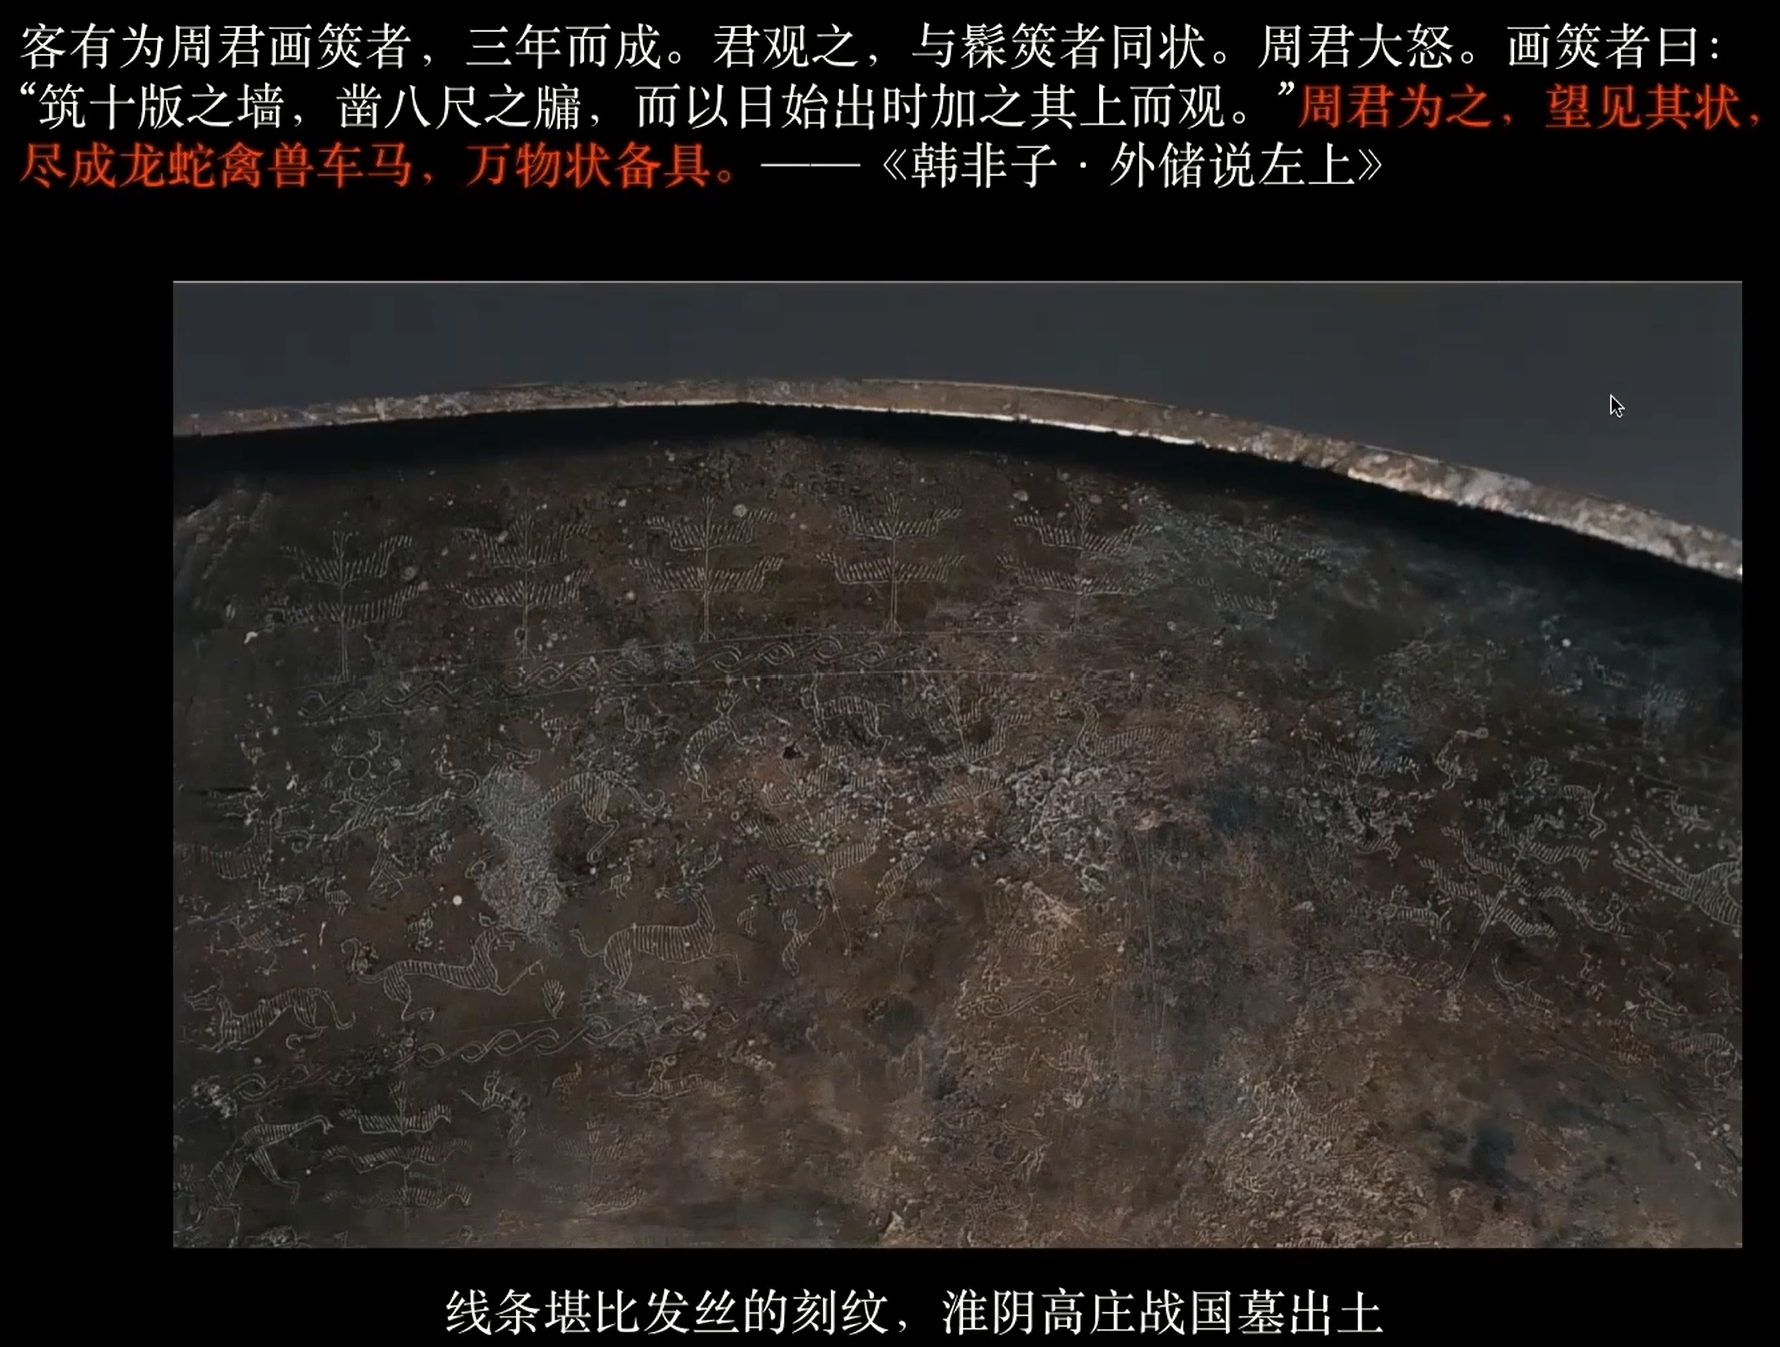 客有为周君画筴者，三年而成。君观之，与髹筴者同状。周君大怒。画筴者曰：
“筑十版之墙，凿八尺之牖，而以日始出时加之其上而观。”周君为之，望见其状，
尽成龙蛇禽兽车马，万物状备具。——《韩非子·外储说左上》
线条堪比发丝的刻纹，淮阴高庄战国墓出土